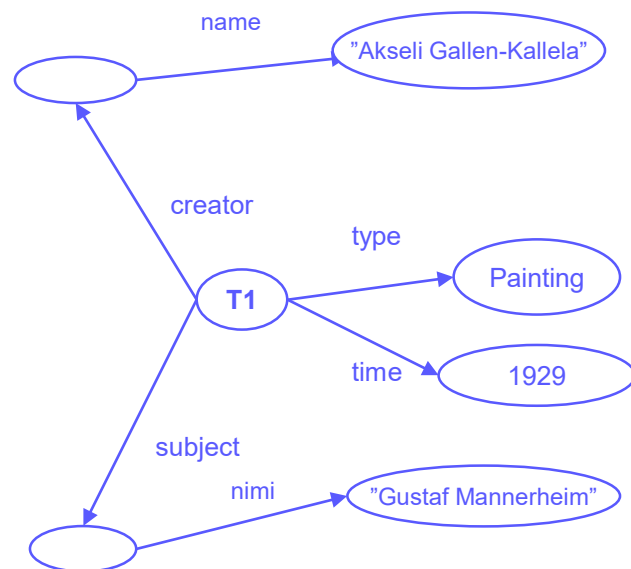 name
”Akseli Gallen-Kallela”
creator
type
T1
Painting
time
1929
subject
nimi
”Gustaf Mannerheim”